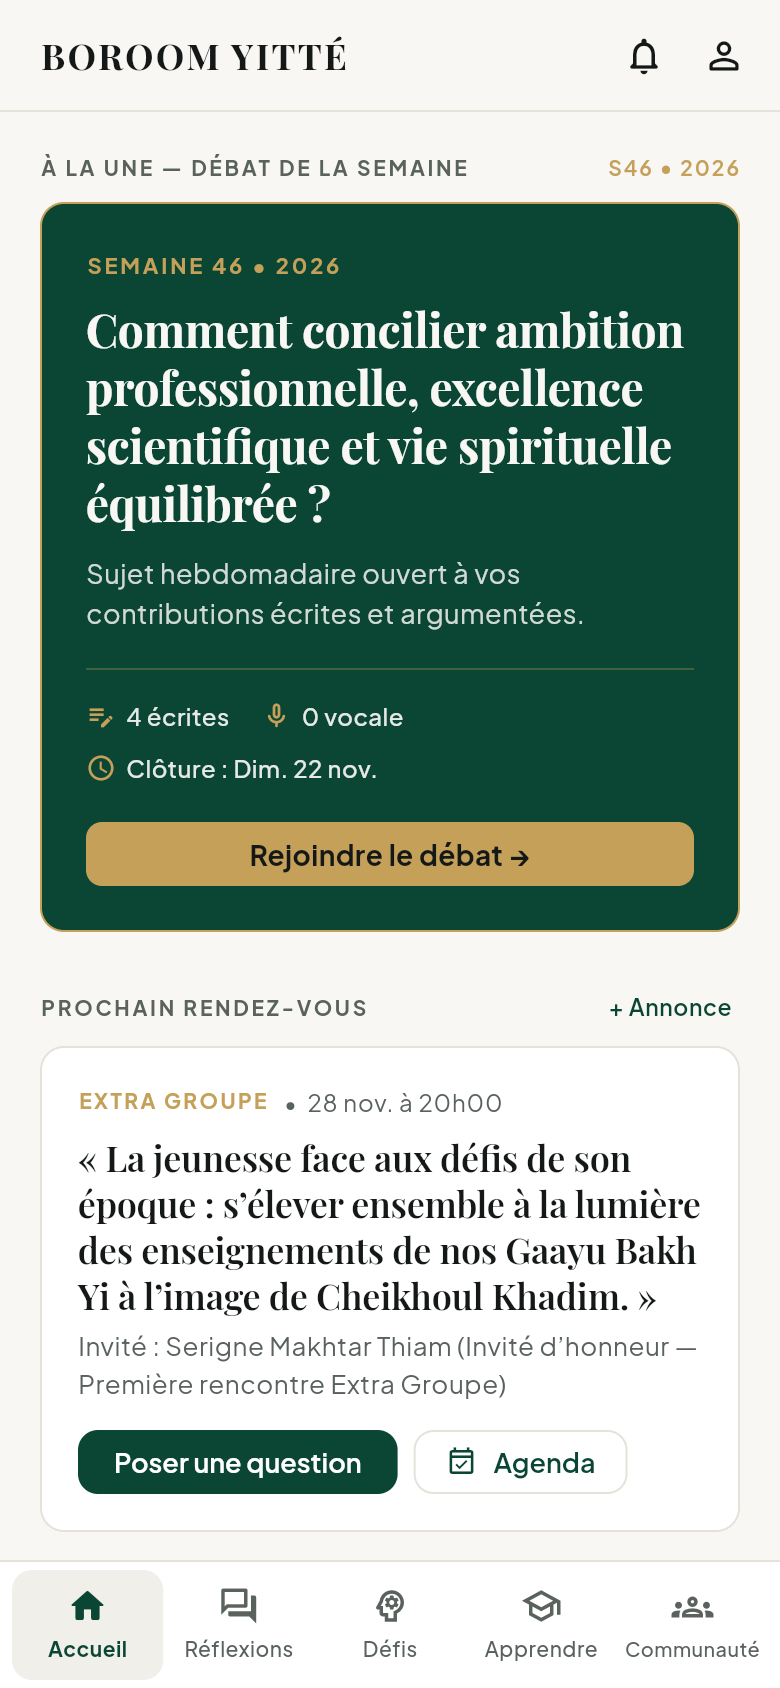 BOROOM YITTÉ
À LA UNE — DÉBAT DE LA SEMAINE
S46 • 2026
SEMAINE 46 • 2026
Comment concilier ambition
professionnelle, excellence
scientifique et vie spirituelle
équilibrée ?
Sujet hebdomadaire ouvert à vos
contributions écrites et argumentées.
4 écrites
0 vocale
Clôture : Dim. 22 nov.
Rejoindre le débat →
PROCHAIN RENDEZ-VOUS
+ Annonce
EXTRA GROUPE • 28 nov. à 20h00
« La jeunesse face aux défis de son
époque : s’élever ensemble à la lumière
des enseignements de nos Gaayu Bakh
Yi à l’image de Cheikhoul Khadim. »
Invité : Serigne Makhtar Thiam (Invité d’honneur —
Première rencontre Extra Groupe)
Poser une question
Agenda
Accueil
Réflexions
Défis
Apprendre
Communauté